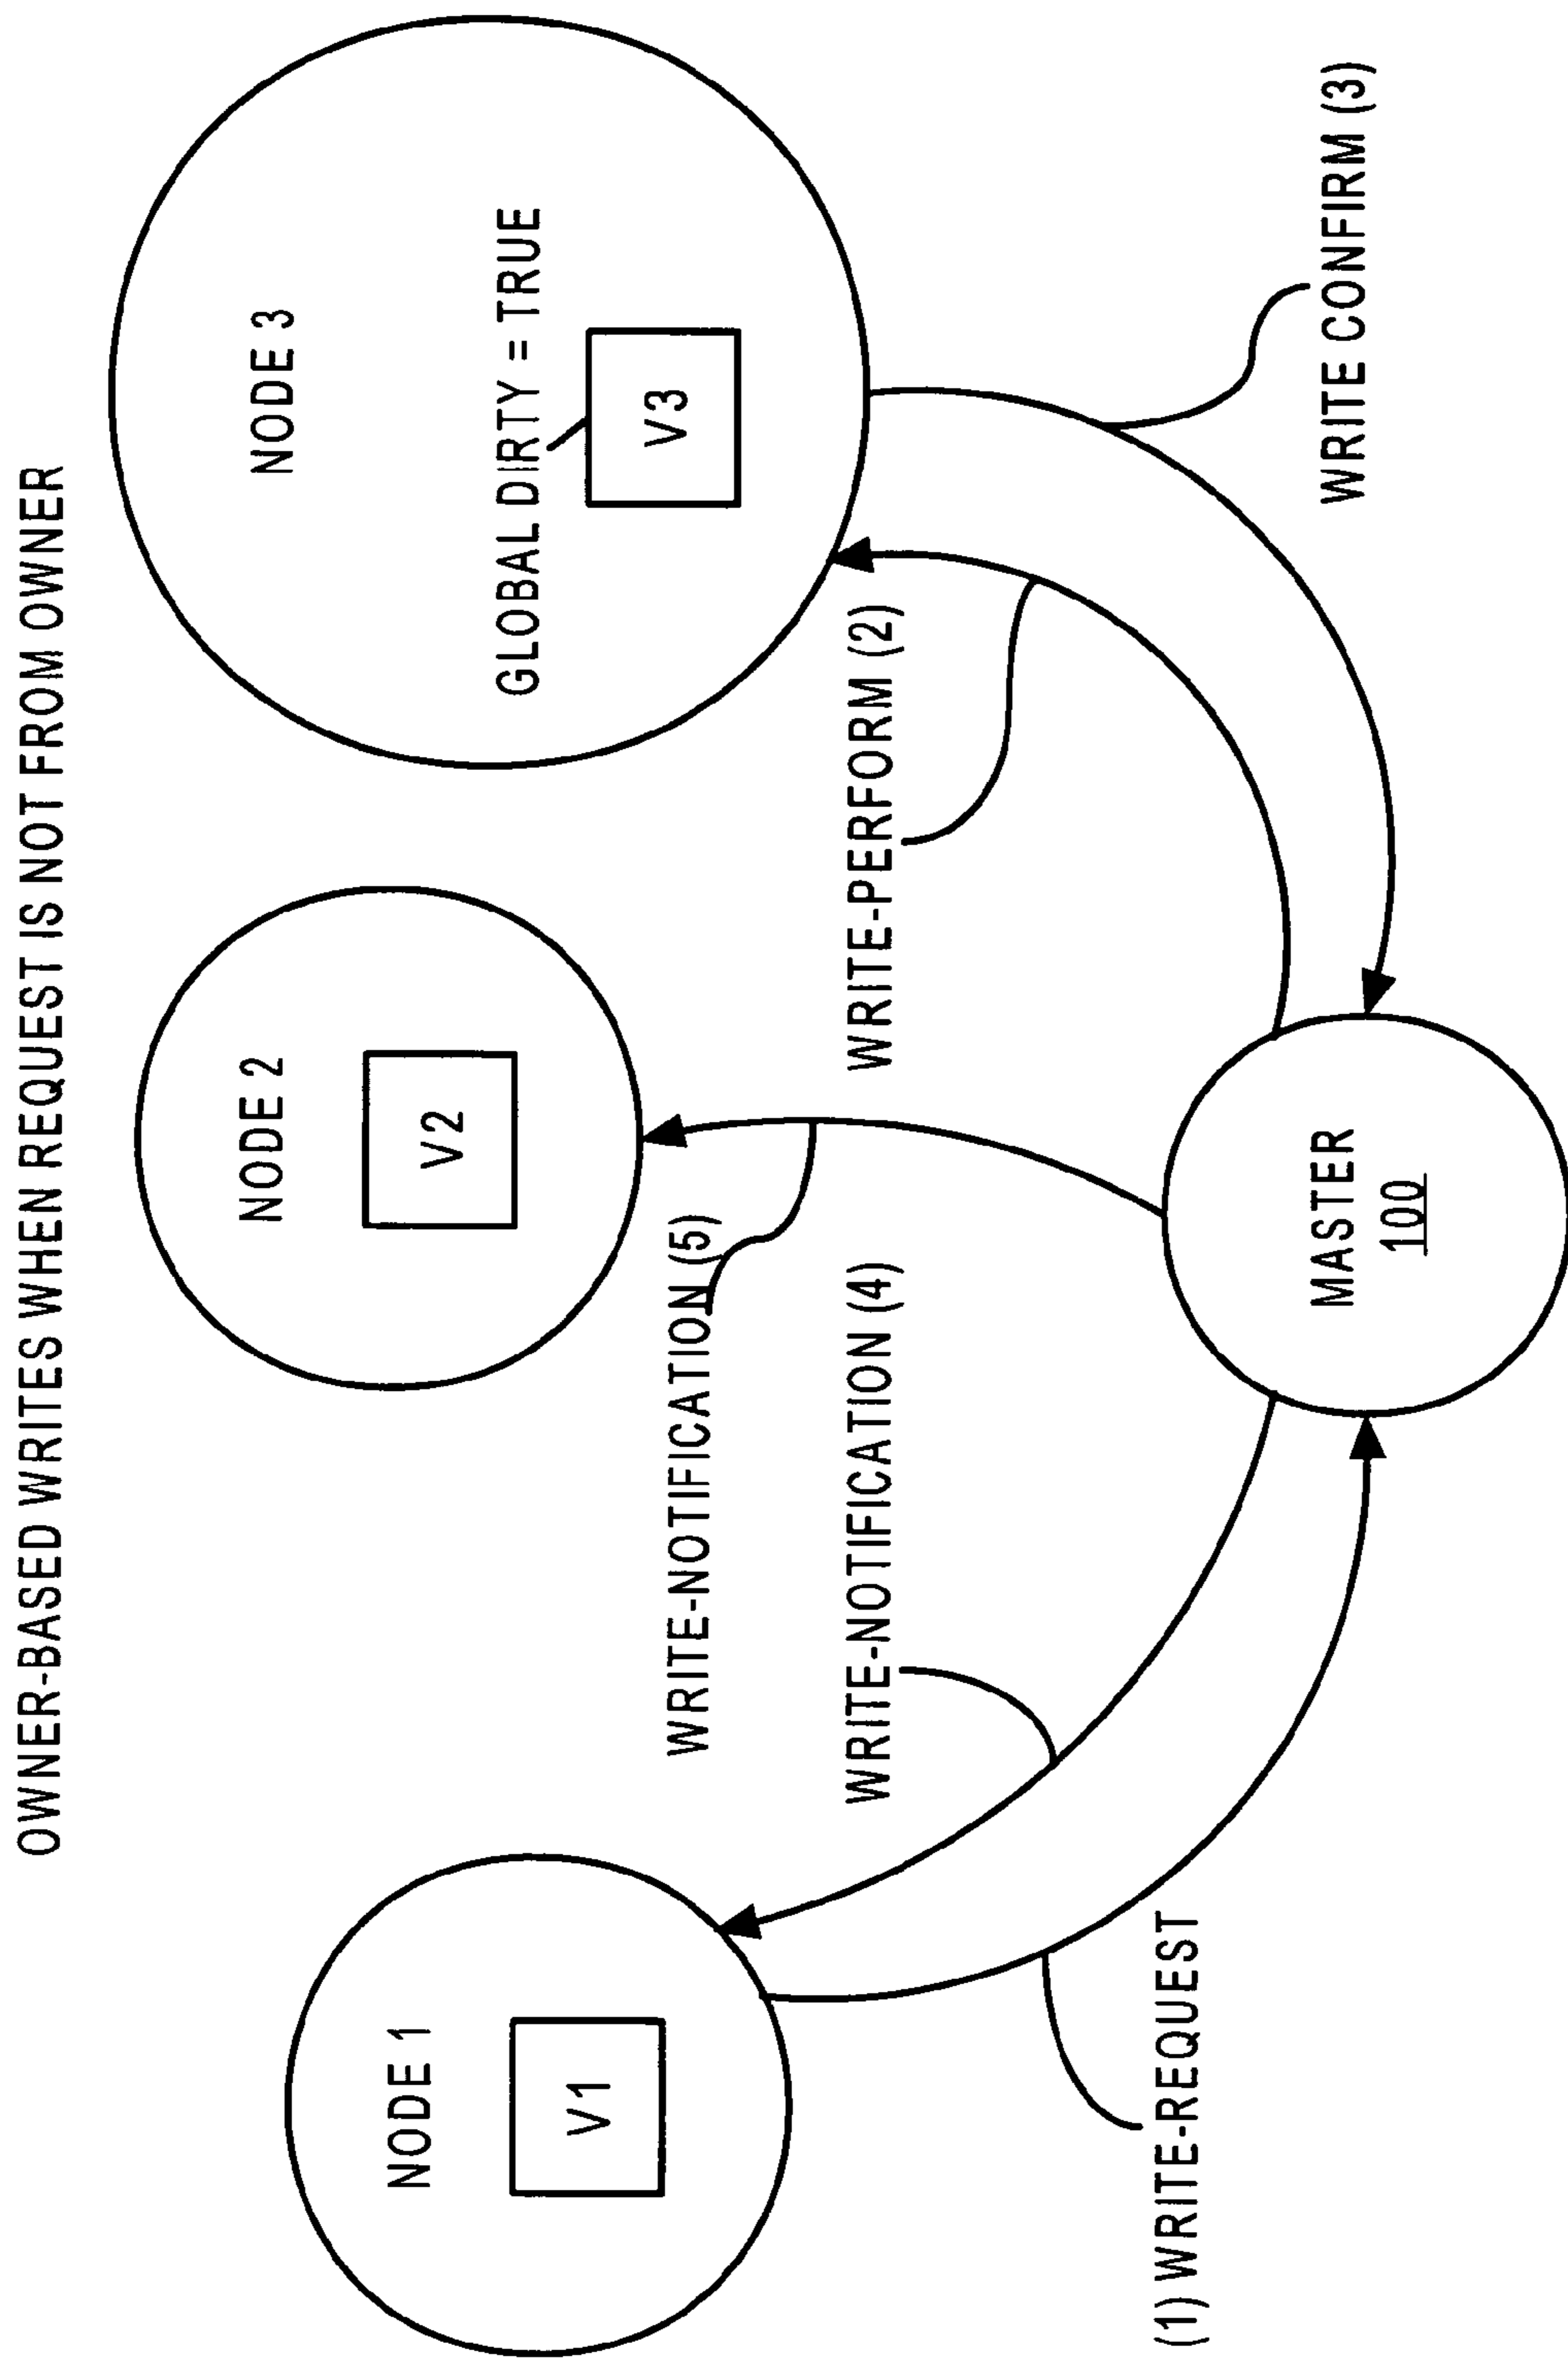 OWNER-BASED WRITES WHEN REQUEST IS NOT FROM OWNER
NODE 1
V1
NODE 2
V2
NODE 3
GLOBAL DIRTY = TRUE
V3
WRITE-NOTIFICATION (5)
WRITE-NOTIFICATION (4)
WRITE-PERFORM (2)
(1) WRITE-REQUEST
MASTER
100
WRITE CONFIRM (3)